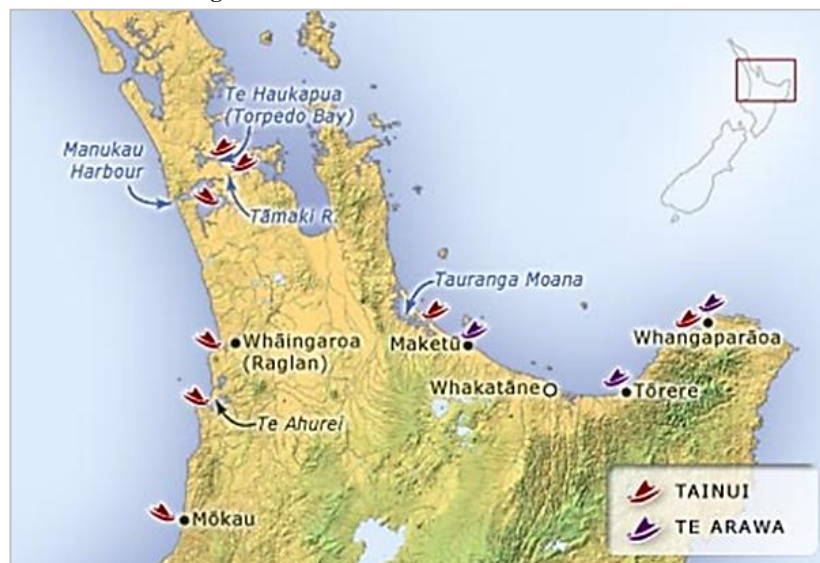 Te Haukapua
(Torpedo Bay)
Manukau
Harbour
Tāmaki R.
Tauranga Moana
Whāingaroa
(Raglan)
Maketū
Whangaparāoa
Whakatāne
Tōrere
Te Ahurei
Mōkau
TAINUI
TE ARAWA